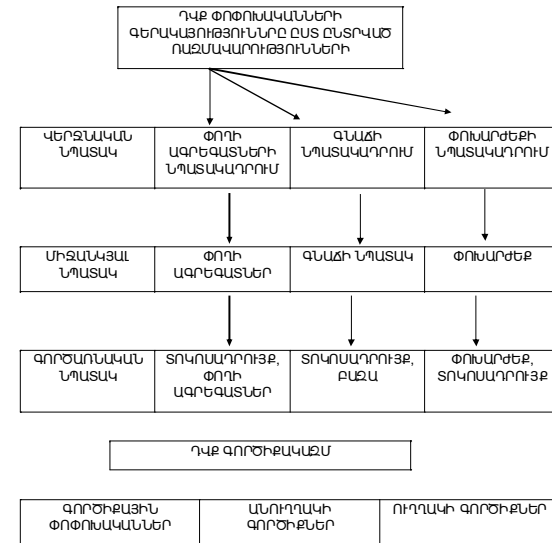 ԴՎՔ ՓՈՓՈԽԱԿԱՆՆԵՐԻ
ԳԵՐԱԿԱՅՈՒԹՅՈՒՆՆՐԸ ԸՍՏ ԸՆՏՐՎԱԾ
ՌԱԶՄԱՎԱՐՈՒԹՅՈՒՆՆԵՐԻ
ՎԵՐՋՆԱԿԱՆ
ՆՊԱՏԱԿ
ՓՈՂԻ
ԱԳՐԵԳԱՏՆԵՐԻ
ՆՊԱՏԱԿԱԴՐՈՒՄ
ԳՆԱՃԻ
ՆՊԱՏԱԿԱԴՐՈՒՄ
ՓՈԽԱՐԺԵՔԻ
ՆՊԱՏԱԿԱԴՐՈՒՄ
ՄԻՋԱՆԿՅԱԼ
ՆՊԱՏԱԿ
ՓՈՂԻ
ԱԳՐԵԳԱՏՆԵՐ
ԳՆԱՃԻ ՆՊԱՏԱԿ
ՓՈԽԱՐԺԵՔ
ԳՈՐԾԱՌՆԱԿԱՆ
ՆՊԱՏԱԿ
ՏՈԿՈՍԱԴՐՈՒՅՔ,
ՓՈՂԻ
ԱԳՐԵԳԱՏՆԵՐ
ՏՈԿՈՍԱԴՐՈՒՅՔ,
ԲԱԶԱ
ՓՈԽԱՐԺԵՔ,
ՏՈԿՈՍԱԴՐՈՒՅՔ
ԴՎՔ ԳՈՐԾԻՔԱԿԱԶՄ
ԳՈՐԾԻՔԱՅԻՆ
ՓՈՓՈԽԱԿԱՆՆԵՐ
ԱՆՈՒՂՂԱԿԻ
ԳՈՐԾԻՔՆԵՐ
ՈՒՂՂԱԿԻ ԳՈՐԾԻՔՆԵՐ